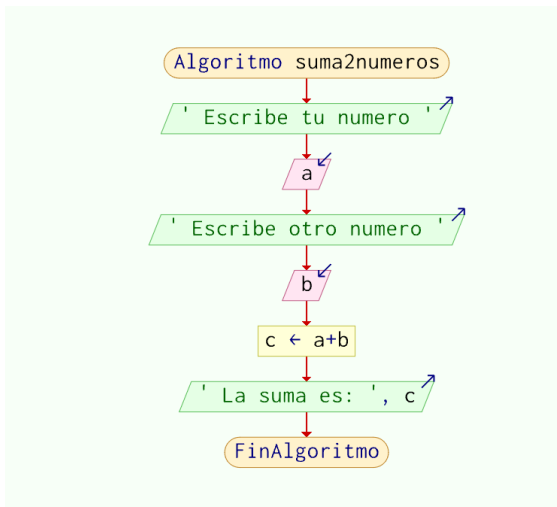 Algoritmo suma2numeros
' Escribe tu numero '
a
' Escribe otro numero '
b
c ← a+b
' La suma es: ', c
FinAlgoritmo